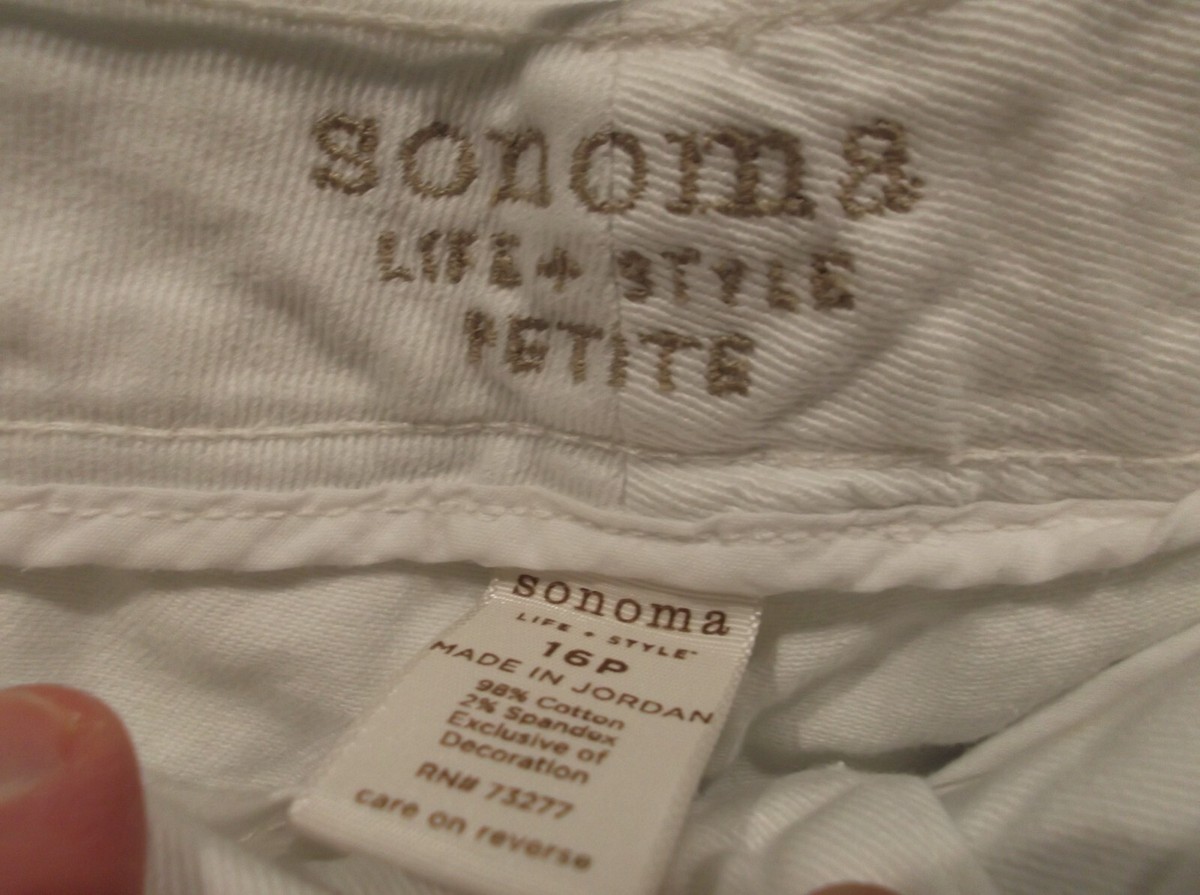 sonoma
LIFE + STYLE
PETITE
sonoma
LIFE + STYLE™
16P
MADE IN JORDAN
98% Cotton
2% Spandex
Exclusive of
Decoration
RN# 73277
care on reverse